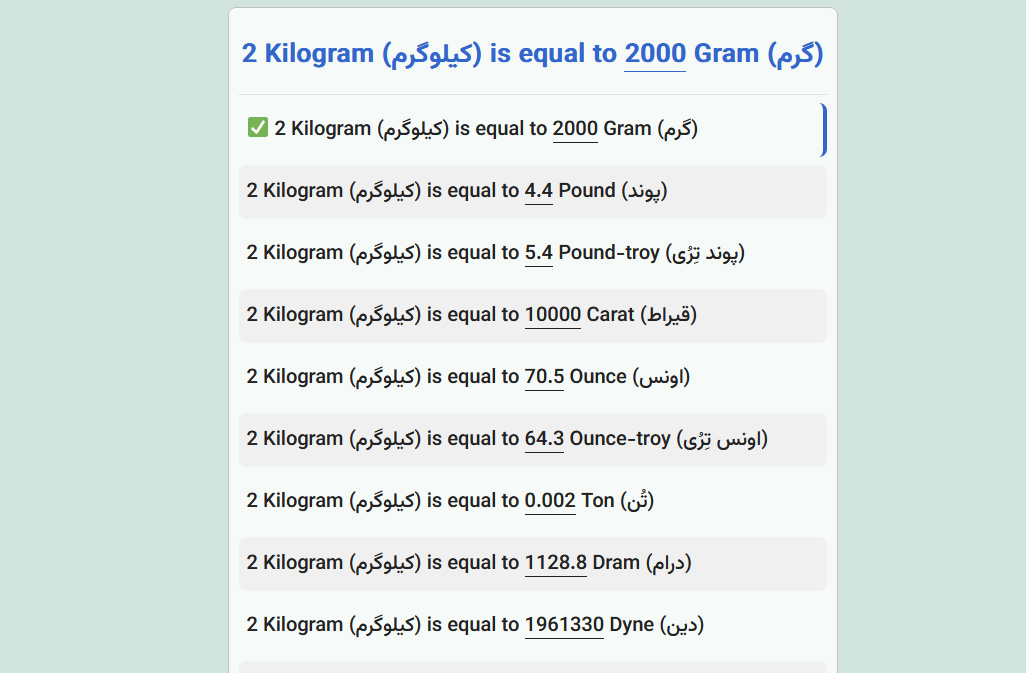 2 Kilogram (کیلوگرم) is equal to 2000 Gram (گرم)
✅ 2 Kilogram (کیلوگرم) is equal to 2000 Gram (گرم)
2 Kilogram (کیلوگرم) is equal to 4.4 Pound (پوند)
2 Kilogram (کیلوگرم) is equal to 5.4 Pound-troy (پوند تِرُی)
2 Kilogram (کیلوگرم) is equal to 10000 Carat (قیراط)
2 Kilogram (کیلوگرم) is equal to 70.5 Ounce (اونس)
2 Kilogram (کیلوگرم) is equal to 64.3 Ounce-troy (اونس تِرُی)
2 Kilogram (کیلوگرم) is equal to 0.002 Ton (تُن)
2 Kilogram (کیلوگرم) is equal to 1128.8 Dram (درام)
2 Kilogram (کیلوگرم) is equal to 1961330 Dyne (دین)